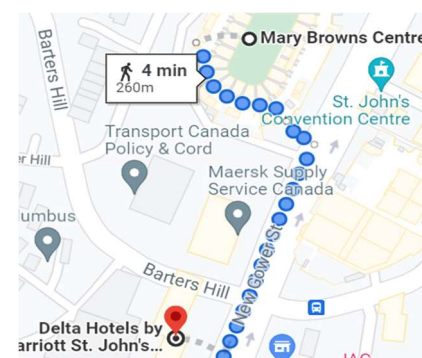 Mary Browns Centre
Barters Hill
4 min
260m
St. John's
Convention Centre
Transport Canada
Policy & Cord
er Hill
Maersk Supply
Service Canada
umbus
New Gower St
Barters Hill
Delta Hotels by
arriott St. John's...
JAG